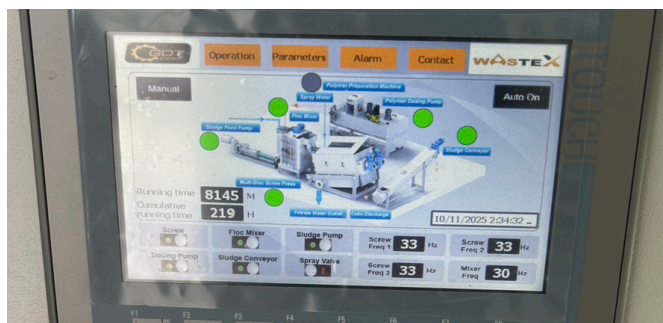 GOT
Operation
Parameters
Alarm
Contact
WASTEX
Manual
Auto On
Polymer Preparation Machine
Spray Water
Polymer Dosing Pump
Floc Mixer
Sludge Feed Pump
Sludge Conveyor
Multi-Disc Screw Press
Filtrate Water Outlet
Cake Discharge
Running time 8145 M
Cumulative
running time 219 H
10/11/2025 2:34:32
Screw
Floc Mixer
Sludge Pump
Screw
Freq 1 33 Hz
Screw
Freq 2 33 Hz
Dosing Pump
Sludge Conveyor
Spray Valve
Screw
Freq 3 33 Hz
Mixer
Freq 30 Hz
TOUCH
F1
F2
F3
F4
F5
F6